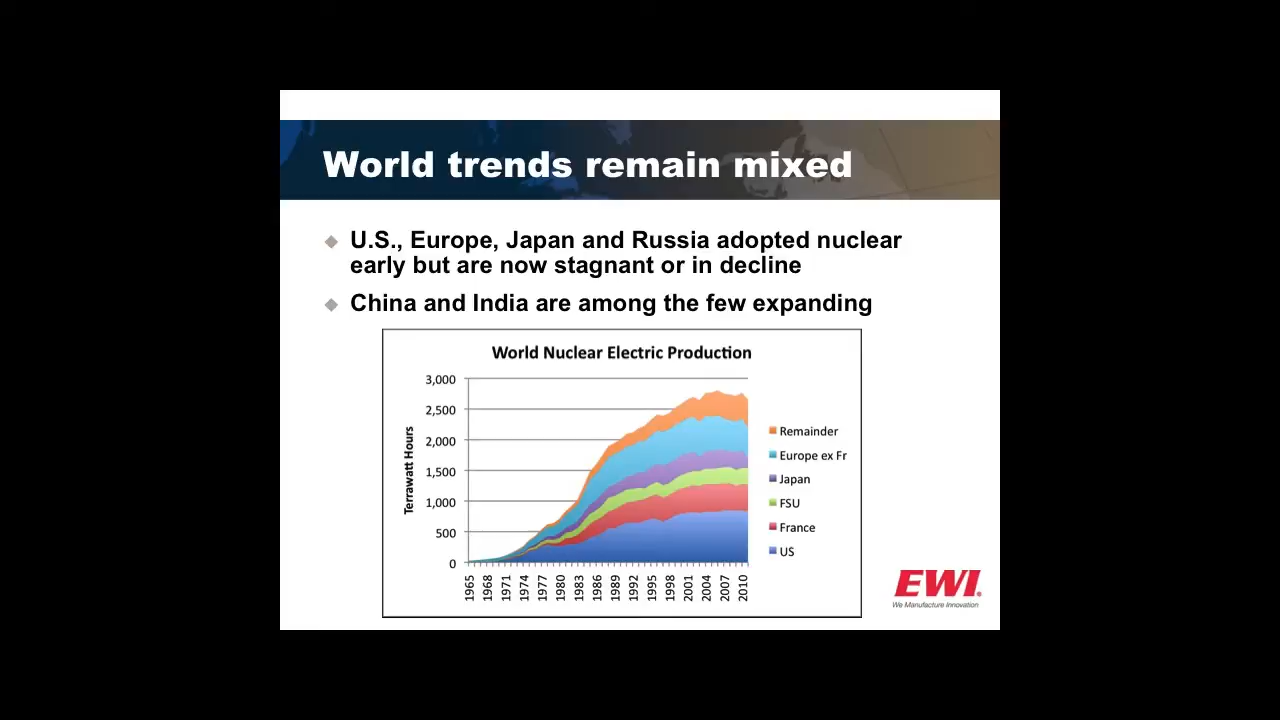 World trends remain mixed
U.S., Europe, Japan and Russia adopted nuclear
early but are now stagnant or in decline
China and India are among the few expanding
World Nuclear Electric Production
Terrawatt Hours
3,000
2,500
2,000
1,500
1,000
500
0
1965
1968
1971
1974
1977
1980
1983
1986
1989
1992
1995
1998
2001
2004
2007
2010
Remainder
Europe ex Fr
Japan
FSU
France
US
EWI®
We Manufacture Innovation